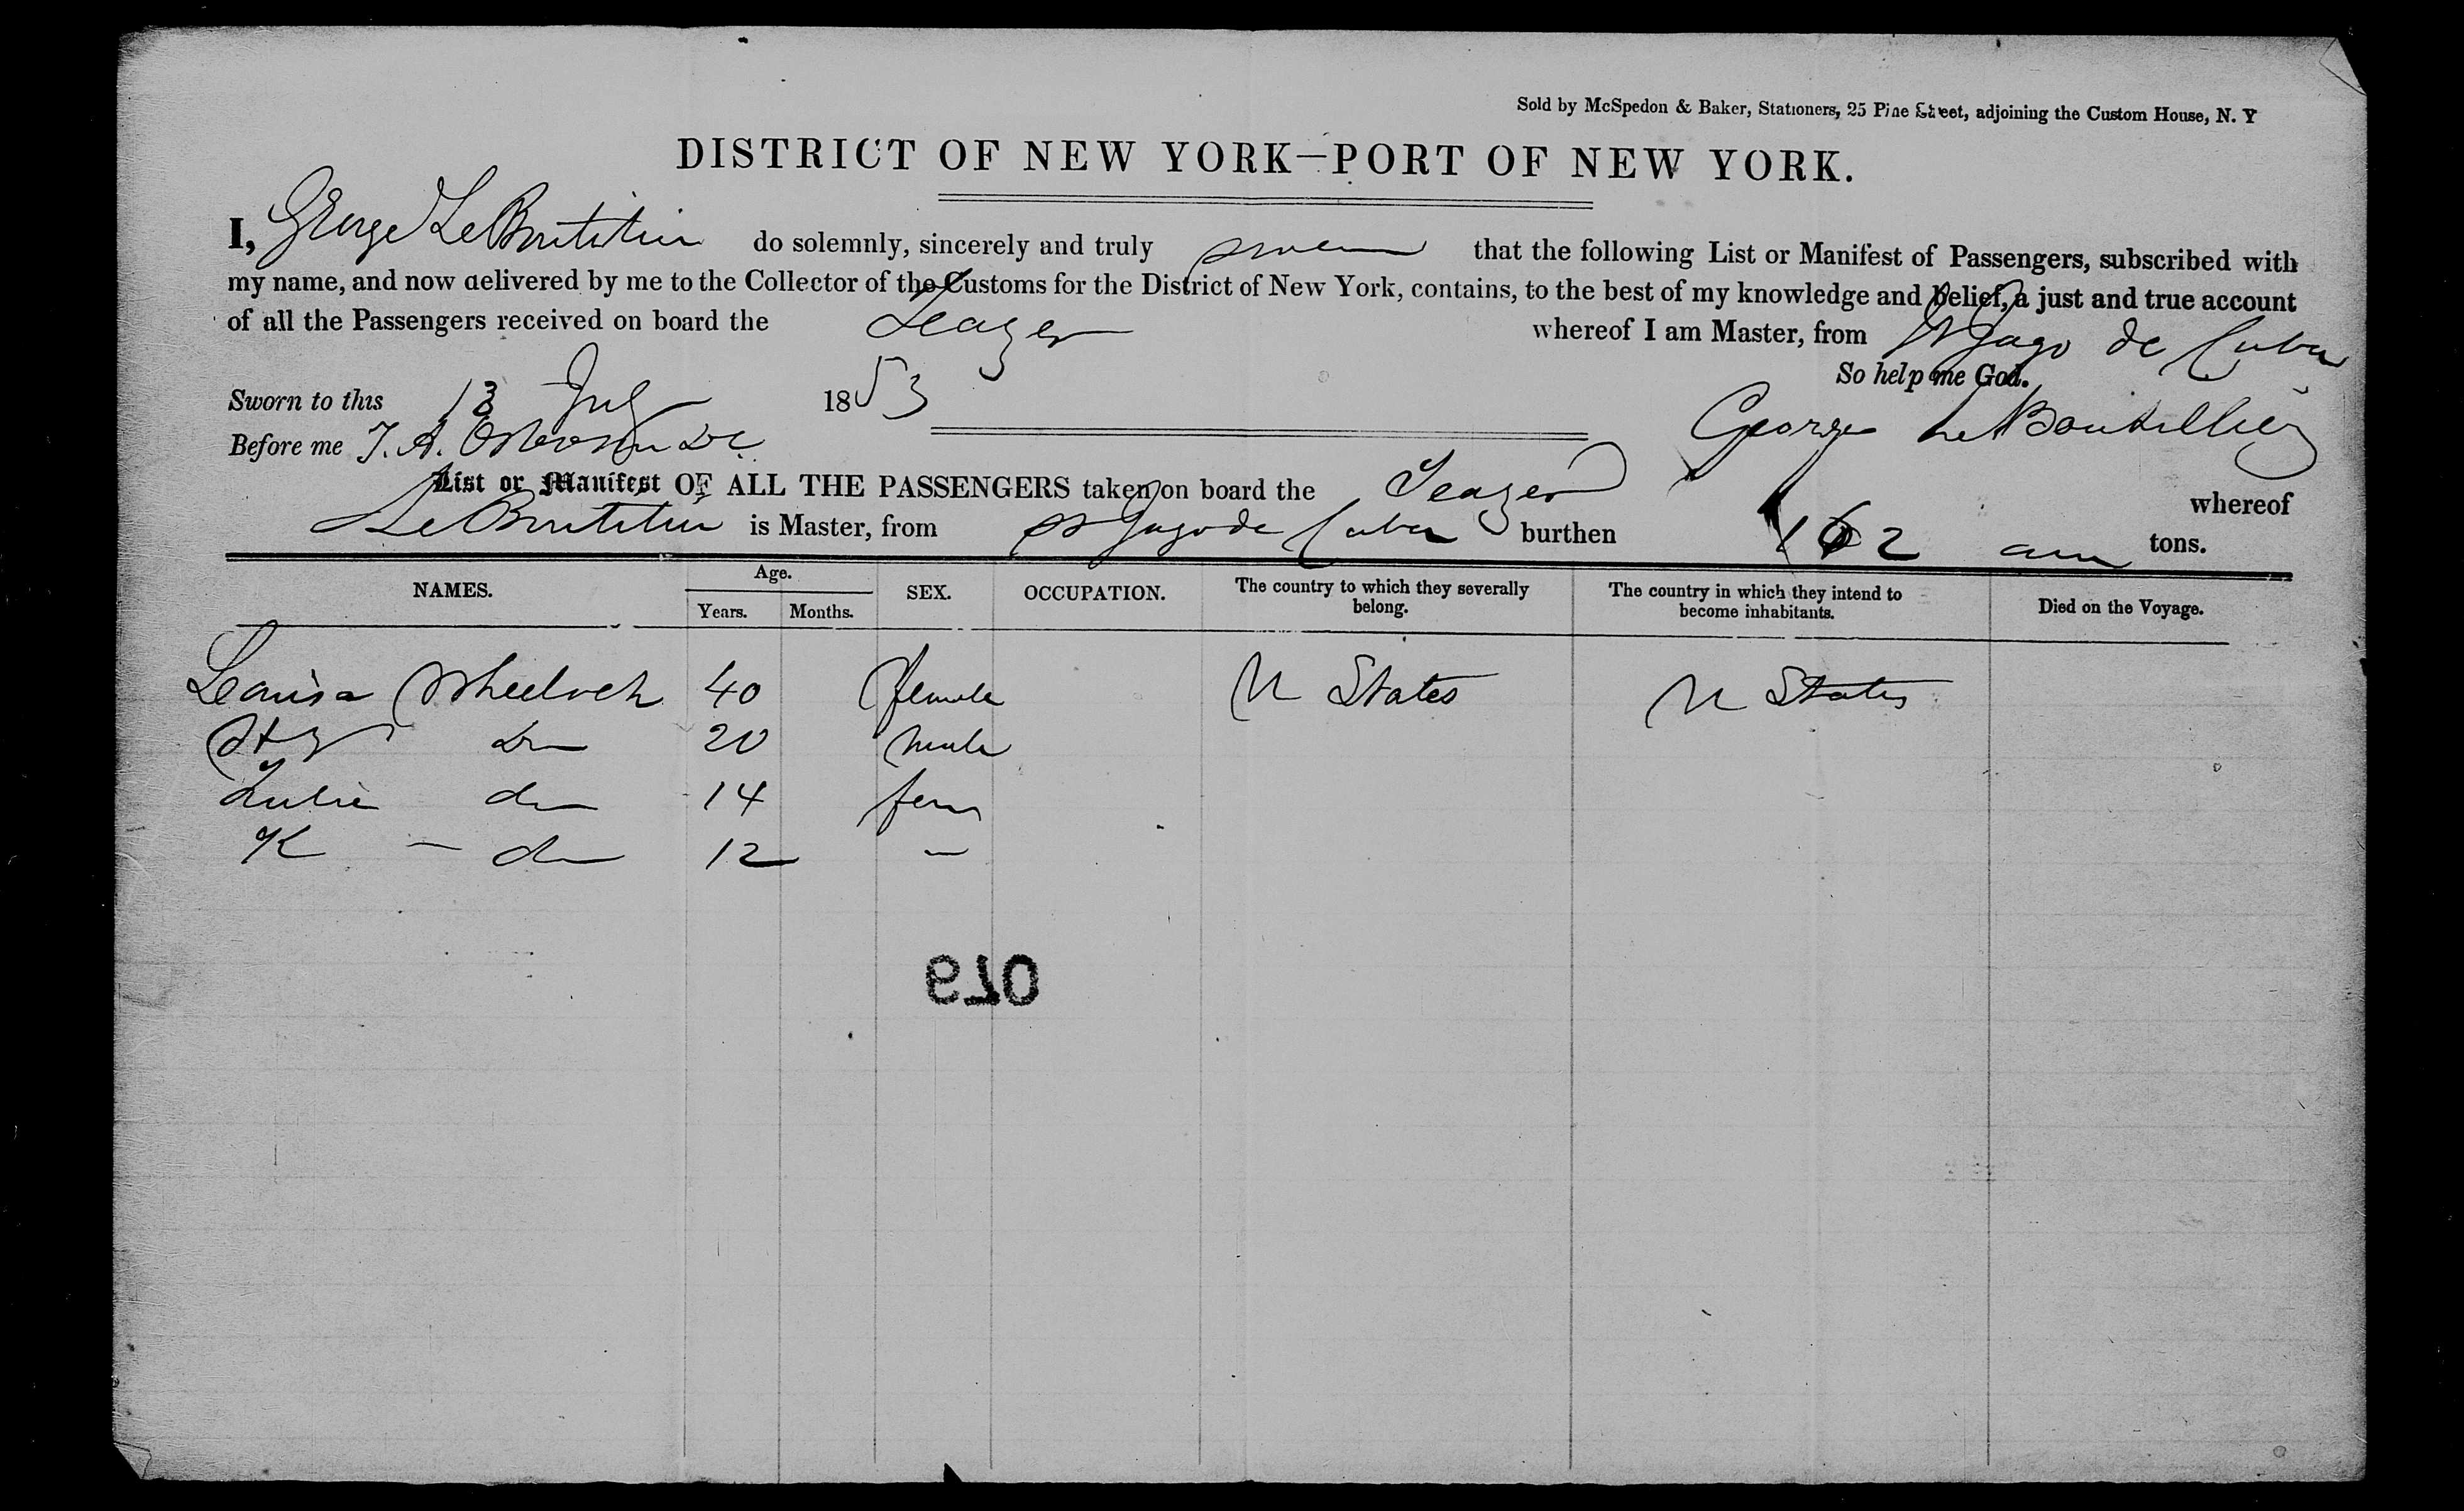 Sold by McSpedon & Baker, Stationers, 25 Pine Street, adjoining the Custom House, N. Y
DISTRICT OF NEW YORK—PORT OF NEW YORK.
I, George LeBoutillier do solemnly, sincerely and truly swear that the following List or Manifest of Passengers, subscribed with
my name, and now delivered by me to the Collector of the Customs for the District of New York, contains, to the best of my knowledge and belief, a just and true account
of all the Passengers received on board the Teazer whereof I am Master, from St Jago de Cuba
So help me God.
Sworn to this 13 July 1853
George Le Boutillier
Before me J. A.
List or Manifest OF ALL THE PASSENGERS taken on board the Teazer whereof
Le Boutillier is Master, from St Jago de Cuba burthen 162 tons.
NAMES. Age. Years. Months. SEX. OCCUPATION. The country to which they severally belong. The country in which they intend to become inhabitants. Died on the Voyage.
Louisa Wheelock 40 female U States U States
Do 20 male
Julie do 14 fem
K — do 12 —
079